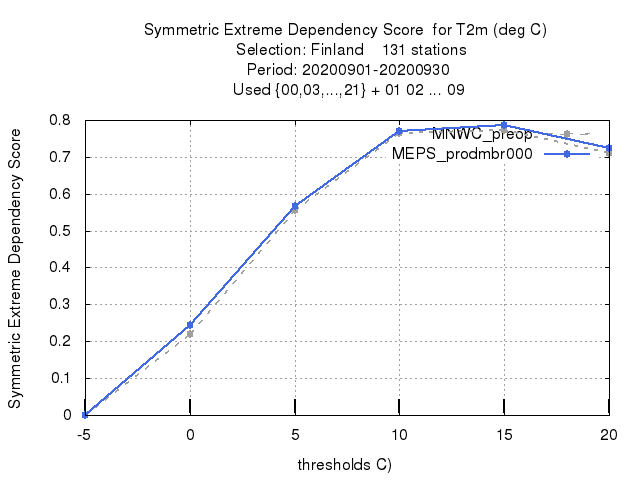 Symmetric Extreme Dependency Score  for T2m (deg C)
Selection: Finland    131 stations
Period: 20200901-20200930
Used {00,03,...,21} + 01 02 ... 09
Symmetric Extreme Dependency Score
0.8
0.7
0.6
0.5
0.4
0.3
0.2
0.1
0
MNWC_preop
MEPS_prodmbr000
-5
0
5
10
15
20
thresholds C)